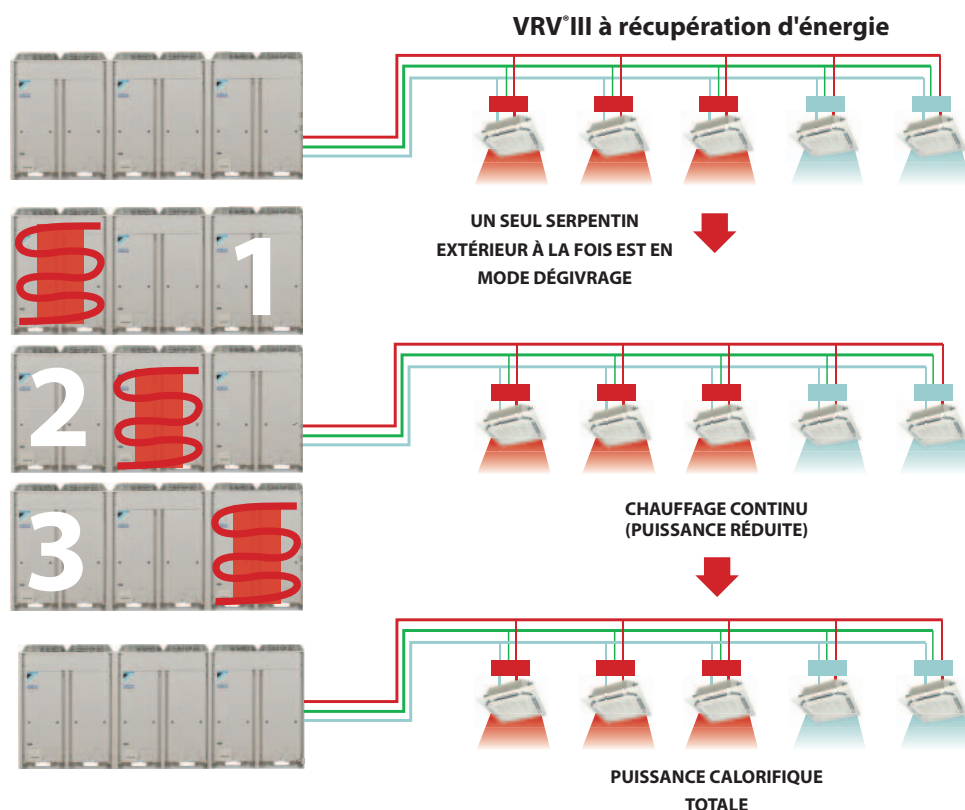 VRV®III à récupération d'énergie
UN SEUL SERPENTIN
EXTÉRIEUR À LA FOIS EST EN
MODE DÉGIVRAGE
1
2
3
CHAUFFAGE CONTINU
(PUISSANCE RÉDUITE)
PUISSANCE CALORIFIQUE
TOTALE